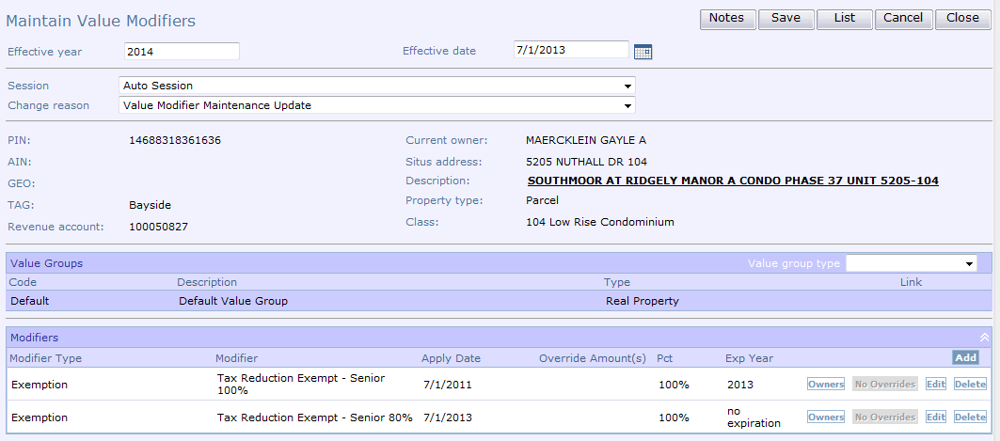 Maintain Value Modifiers
Notes Save List Cancel Close
Effective year 2014 Effective date 7/1/2013
Session Auto Session
Change reason Value Modifier Maintenance Update
PIN: 14688318361636 Current owner: MAERCKLEIN GAYLE A
AIN: Situs address: 5205 NUTHALL DR 104
GEO: Description: SOUTHMOOR AT RIDGELY MANOR A CONDO PHASE 37 UNIT 5205-104
TAG: Bayside Property type: Parcel
Revenue account: 100050827 Class: 104 Low Rise Condominium
Value Groups Value group type
Code Description Type Link
Default Default Value Group Real Property
Modifiers
Modifier Type Modifier Apply Date Override Amount(s) Pct Exp Year Add
Exemption Tax Reduction Exempt - Senior 100% 7/1/2011 100% 2013 Owners No Overrides Edit Delete
Exemption Tax Reduction Exempt - Senior 80% 7/1/2013 100% no expiration Owners No Overrides Edit Delete